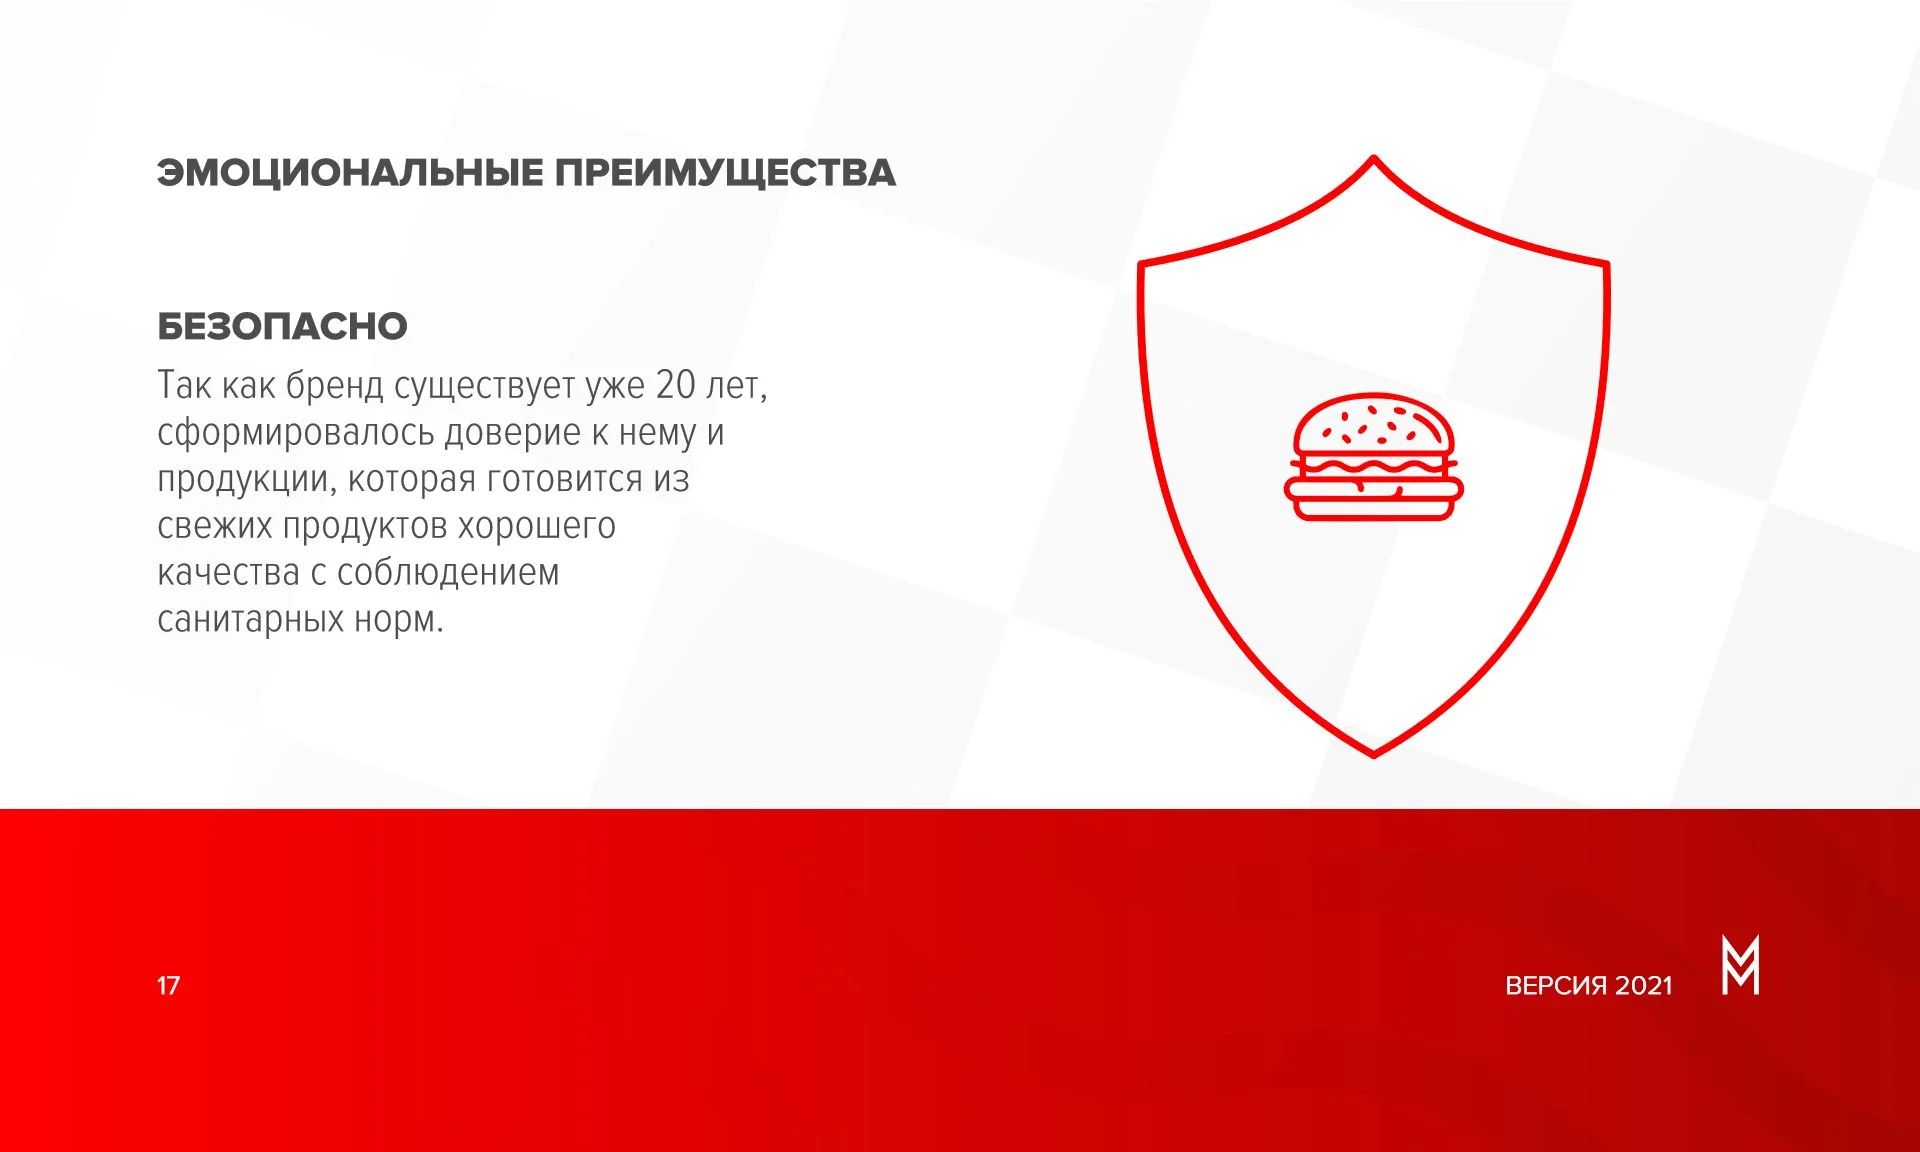 ЭМОЦИОНАЛЬНЫЕ ПРЕИМУЩЕСТВА
БЕЗОПАСНО
Так как бренд существует уже 20 лет,
сформировалось доверие к нему и
продукции, которая готовится из
свежих продуктов хорошего
качества с соблюдением
санитарных норм.
17
ВЕРСИЯ 2021